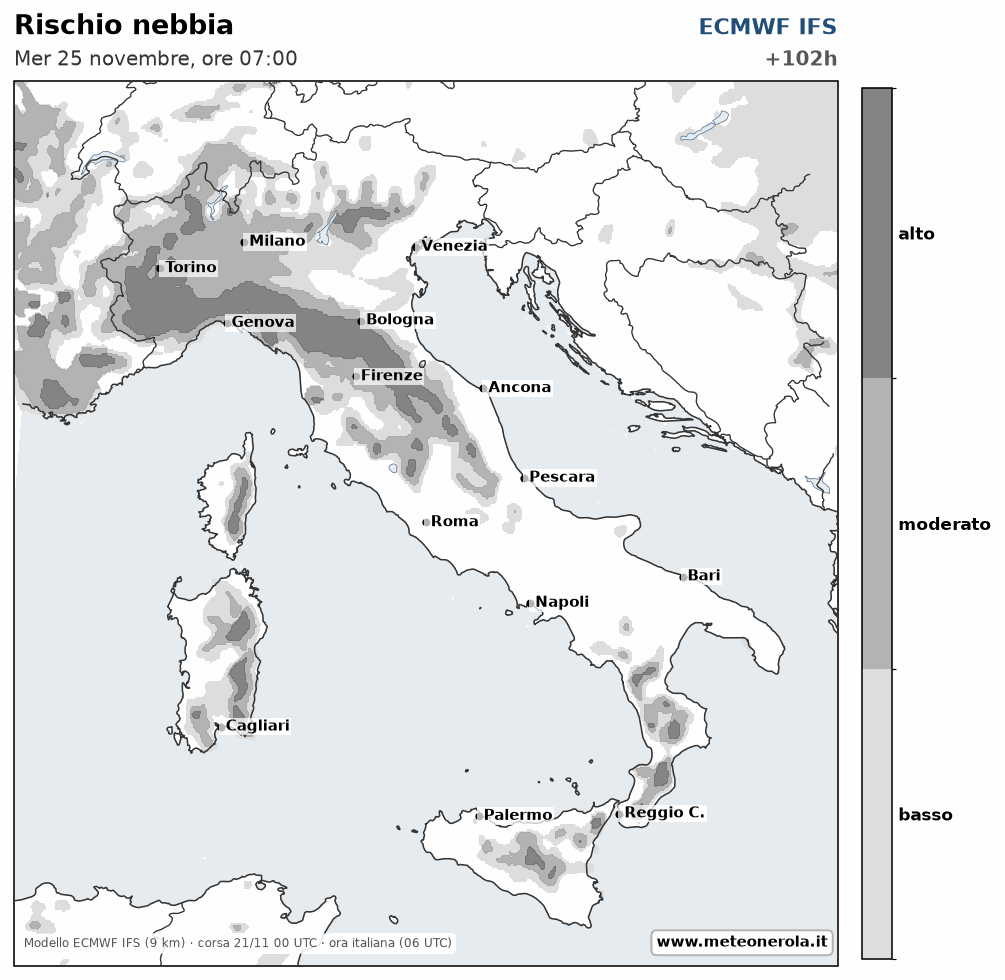 Rischio nebbia
ECMWF IFS
Mer 25 novembre, ore 07:00
+102h
Milano
Venezia
Torino
Genova
Bologna
Firenze
Ancona
Pescara
Roma
Bari
Napoli
Cagliari
Palermo
Reggio C.
alto
moderato
basso
Modello ECMWF IFS (9 km) · corsa 21/11 00 UTC · ora italiana (06 UTC)
www.meteonerola.it